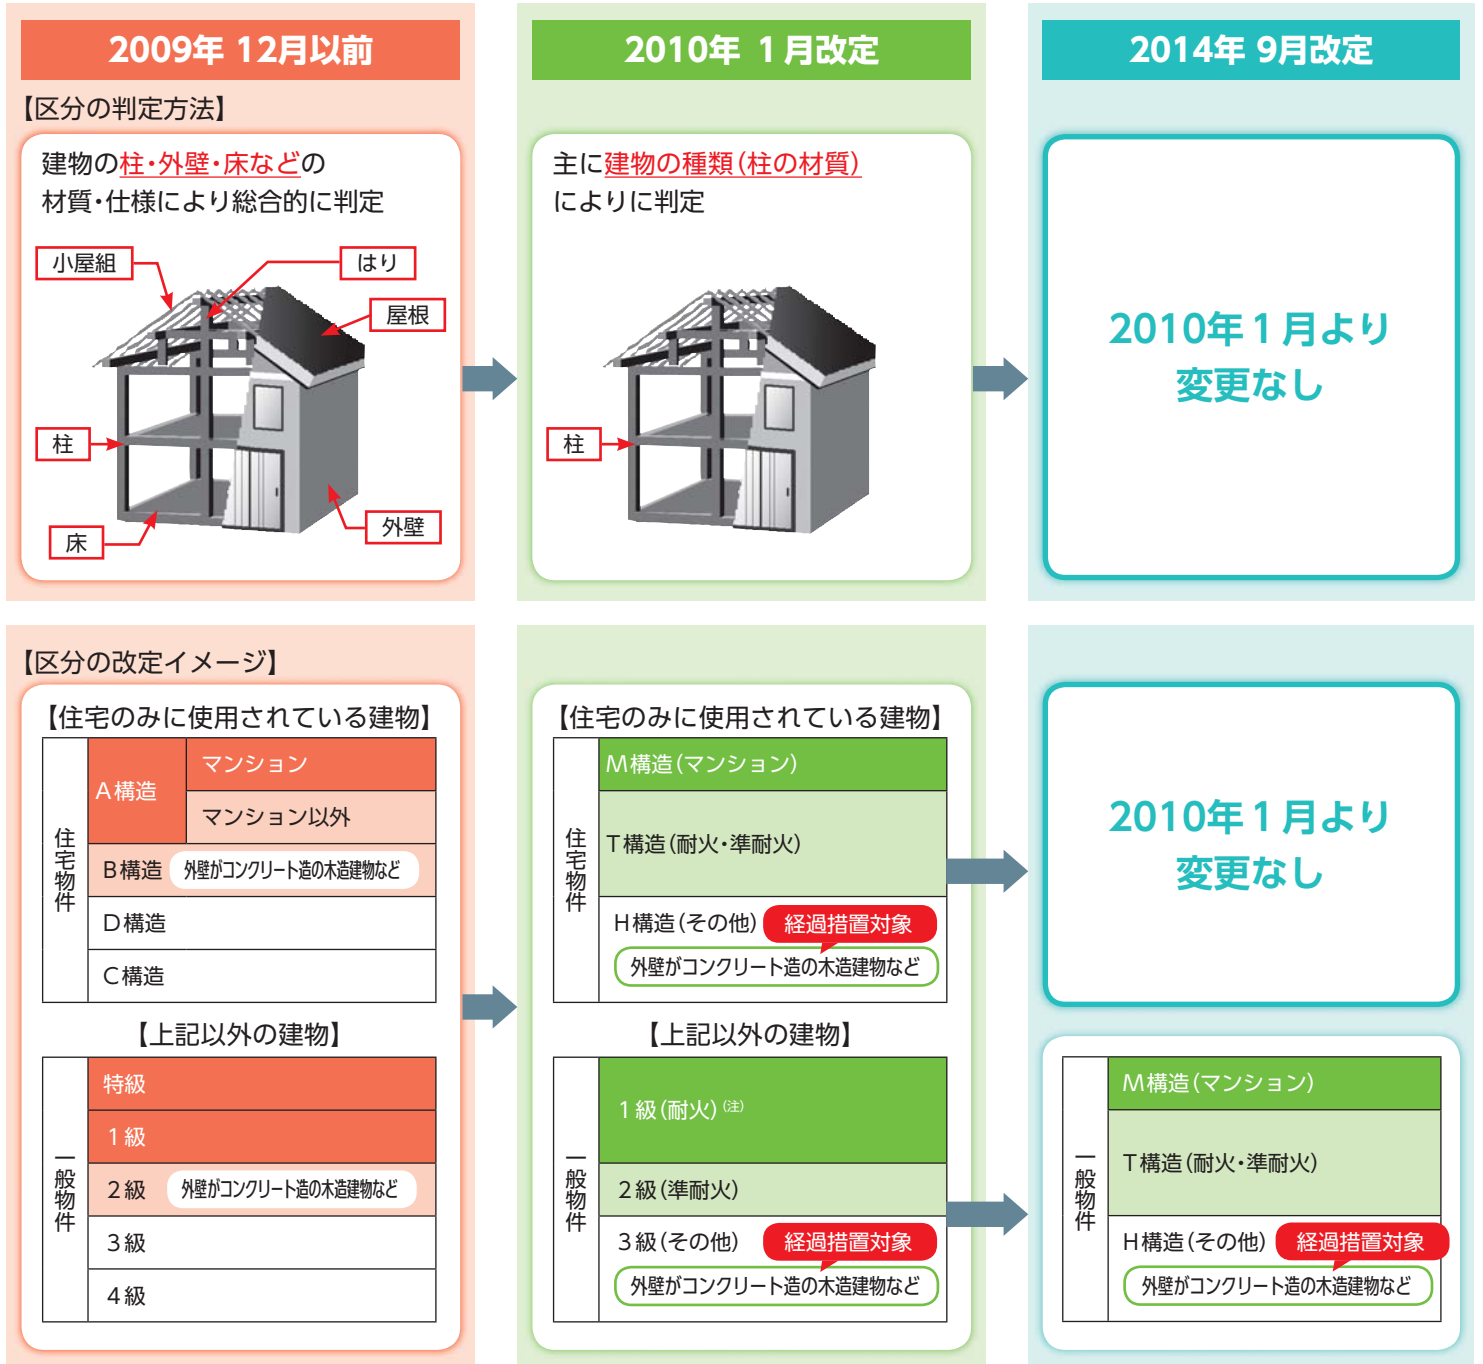 2009年 12月以前
2010年 1月改定
2014年 9月改定
【区分の判定方法】
建物の柱・外壁・床などの
材質・仕様により総合的に判定
小屋組
はり
屋根
柱
床
外壁
主に建物の種類(柱の材質)
によりに判定
柱
2010年1月より
変更なし
【区分の改定イメージ】
【住宅のみに使用されている建物】
住宅物件
A構造
マンション
マンション以外
B構造 外壁がコンクリート造の木造建物など
D構造
C構造
【上記以外の建物】
一般物件
特級
1級
2級 外壁がコンクリート造の木造建物など
3級
4級
【住宅のみに使用されている建物】
住宅物件
M構造(マンション)
T構造(耐火・準耐火)
H構造(その他) 経過措置対象
外壁がコンクリート造の木造建物など
【上記以外の建物】
一般物件
1級(耐火)(注)
2級(準耐火)
3級(その他) 経過措置対象
外壁がコンクリート造の木造建物など
2010年1月より
変更なし
一般物件
M構造(マンション)
T構造(耐火・準耐火)
H構造(その他) 経過措置対象
外壁がコンクリート造の木造建物など